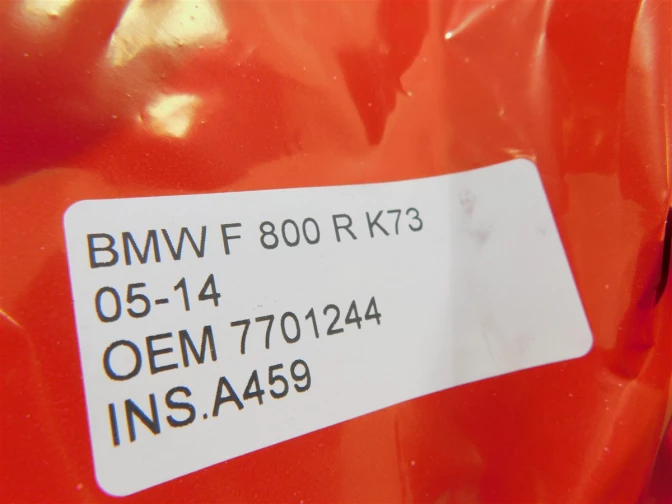 BMW F 800 R K73
05-14
OEM 7701244
INS.A459